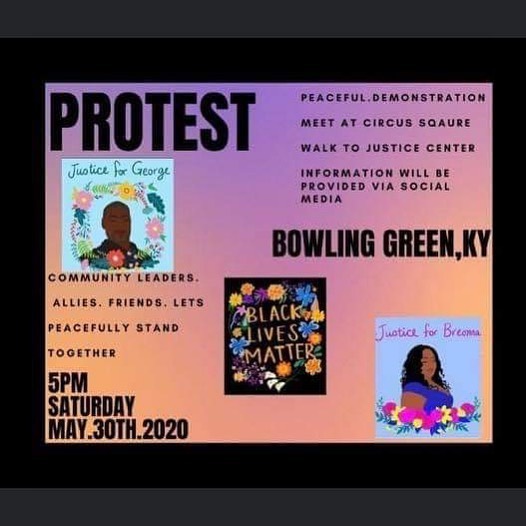 PROTEST
PEACEFUL.DEMONSTRATION
MEET AT CIRCUS SQAURE
WALK TO JUSTICE CENTER
INFORMATION WILL BE
PROVIDED VIA SOCIAL
MEDIA
Justice for George
BOWLING GREEN,KY
COMMUNITY LEADERS.
ALLIES. FRIENDS. LETS
PEACEFULLY STAND
TOGETHER
BLACK
LIVES
MATTER
Justice for Breonna
5PM
SATURDAY
MAY.30TH.2020